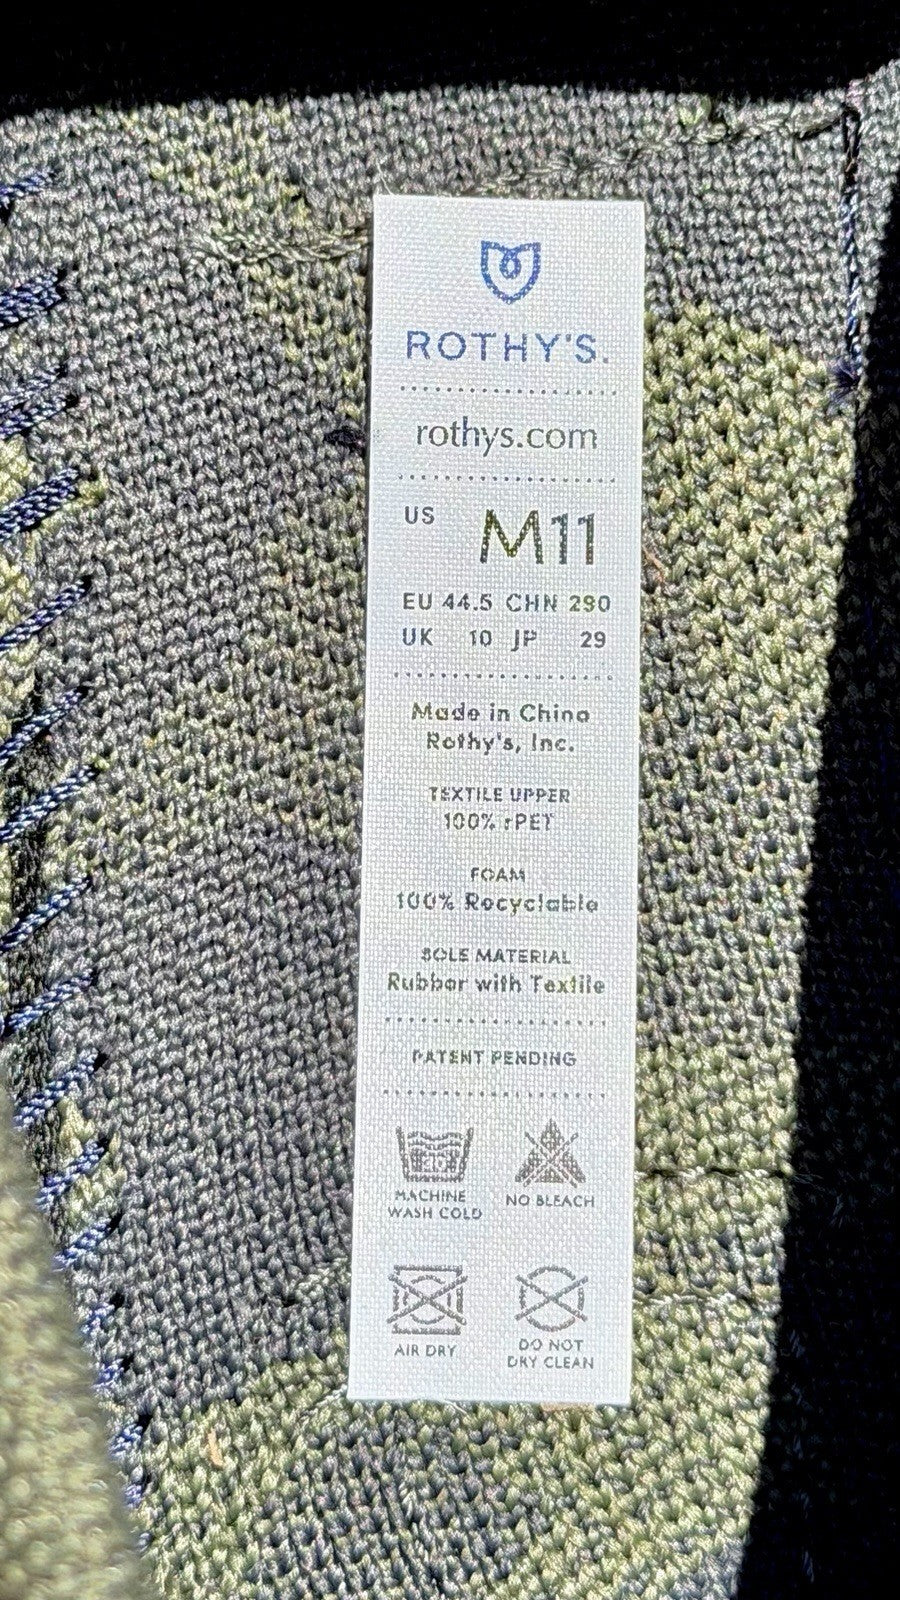 ROTHY'S.
rothys.com
US M11
EU 44.5 CHN 290
UK 10 JP 29
Made in China
Rothy's, Inc.
TEXTILE UPPER
100% rPET
FOAM
100% Recyclable
SOLE MATERIAL
Rubber with Textile
PATENT PENDING
MACHINE
WASH COLD
NO BLEACH
AIR DRY
DO NOT
DRY CLEAN